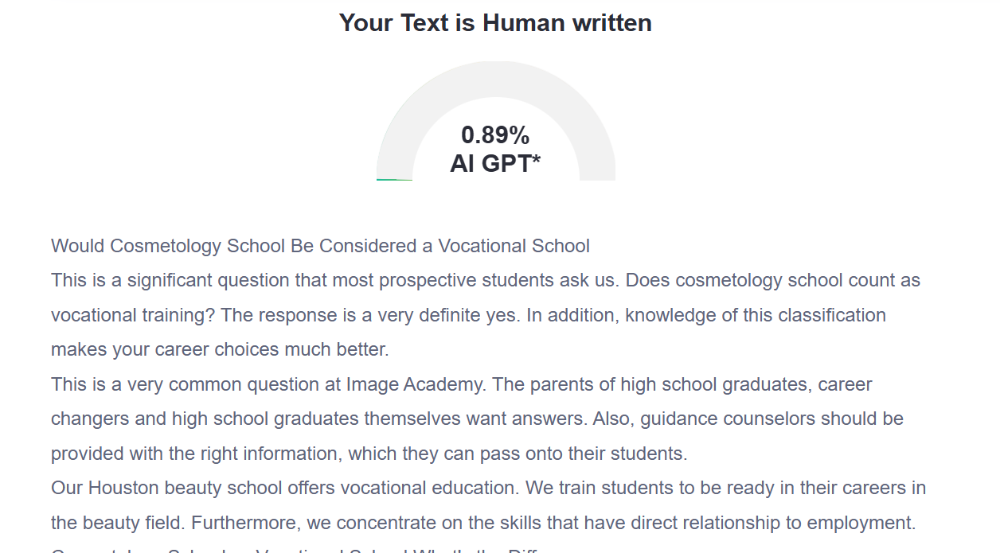 Your Text is Human written
0.89%
AI GPT*
Would Cosmetology School Be Considered a Vocational School
This is a significant question that most prospective students ask us. Does cosmetology school count as
vocational training? The response is a very definite yes. In addition, knowledge of this classification
makes your career choices much better.
This is a very common question at Image Academy. The parents of high school graduates, career
changers and high school graduates themselves want answers. Also, guidance counselors should be
provided with the right information, which they can pass onto their students.
Our Houston beauty school offers vocational education. We train students to be ready in their careers in
the beauty field. Furthermore, we concentrate on the skills that have direct relationship to employment.